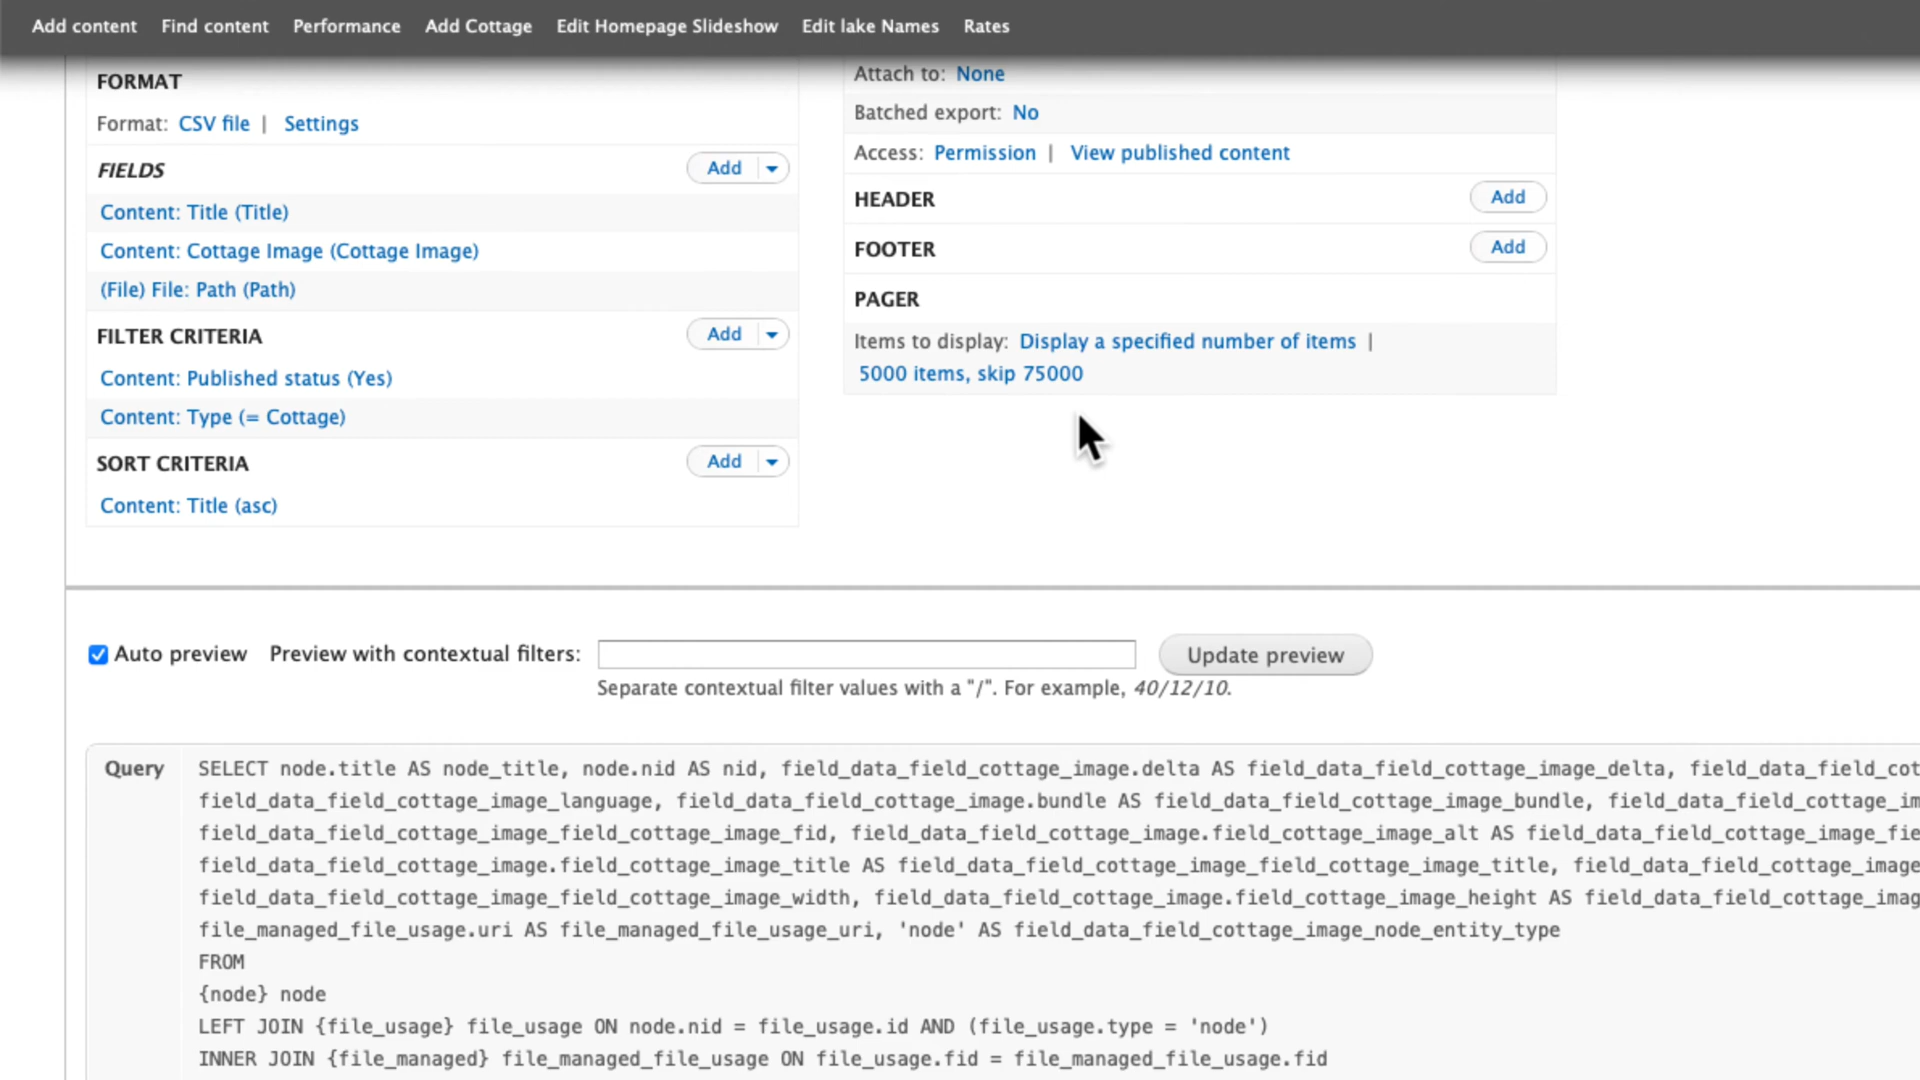 Add content Find content Performance Add Cottage Edit Homepage Slideshow Edit lake Names Rates
FORMAT
Format: CSV file | Settings
FIELDS Add
Content: Title (Title)
Content: Cottage Image (Cottage Image)
(File) File: Path (Path)
FILTER CRITERIA Add
Content: Published status (Yes)
Content: Type (= Cottage)
SORT CRITERIA Add
Content: Title (asc)
Attach to: None
Batched export: No
Access: Permission | View published content
HEADER Add
FOOTER Add
PAGER
Items to display: Display a specified number of items |
5000 items, skip 75000
Auto preview Preview with contextual filters: Update preview
Separate contextual filter values with a "/". For example, 40/12/10.
Query SELECT node.title AS node_title, node.nid AS nid, field_data_field_cottage_image.delta AS field_data_field_cottage_image_delta, field_data_field_cot
field_data_field_cottage_image_language, field_data_field_cottage_image.bundle AS field_data_field_cottage_image_bundle, field_data_field_cottage_im
field_data_field_cottage_image_field_cottage_image_fid, field_data_field_cottage_image.field_cottage_image_alt AS field_data_field_cottage_image_fie
field_data_field_cottage_image.field_cottage_image_title AS field_data_field_cottage_image_field_cottage_image_title, field_data_field_cottage_image
field_data_field_cottage_image_field_cottage_image_width, field_data_field_cottage_image.field_cottage_image_height AS field_data_field_cottage_imag
file_managed_file_usage.uri AS file_managed_file_usage_uri, 'node' AS field_data_field_cottage_image_node_entity_type
FROM
{node} node
LEFT JOIN {file_usage} file_usage ON node.nid = file_usage.id AND (file_usage.type = 'node')
INNER JOIN {file_managed} file_managed_file_usage ON file_usage.fid = file_managed_file_usage.fid